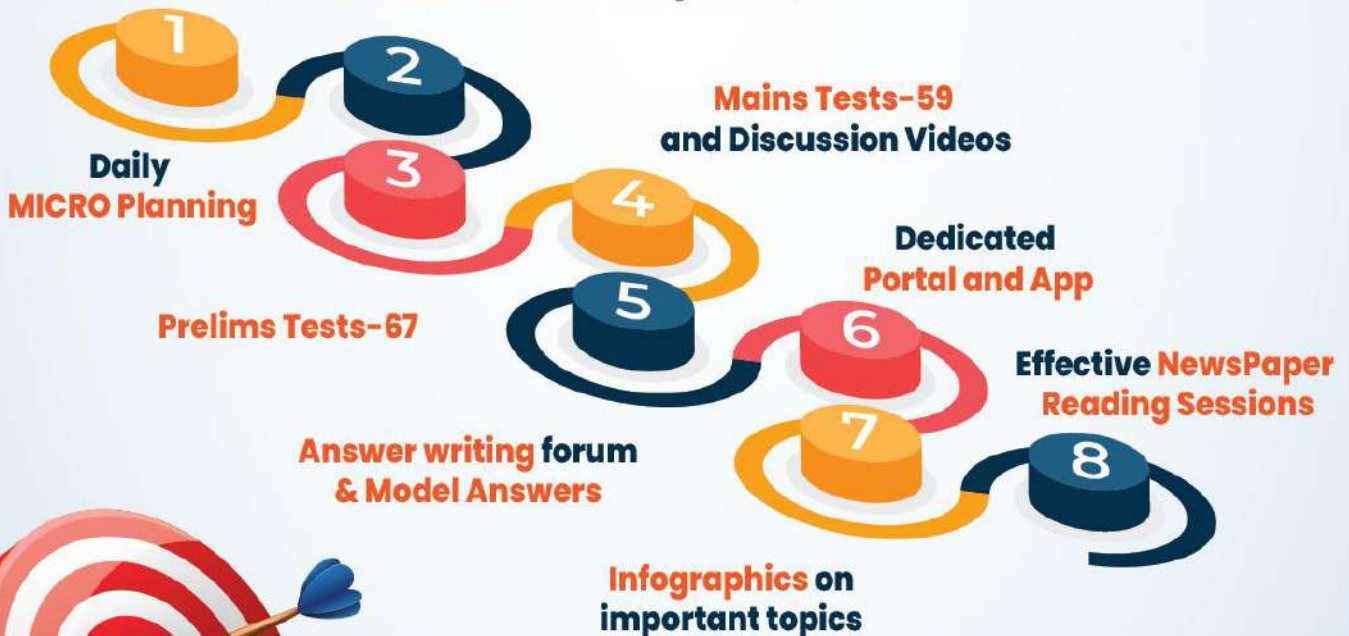 1
2
Mains Tests-59
and Discussion Videos
Daily
MICRO Planning
3
4
Dedicated
Portal and App
Prelims Tests-67
5
6
Effective NewsPaper
Reading Sessions
Answer writing forum
& Model Answers
7
8
Infographics on
important topics